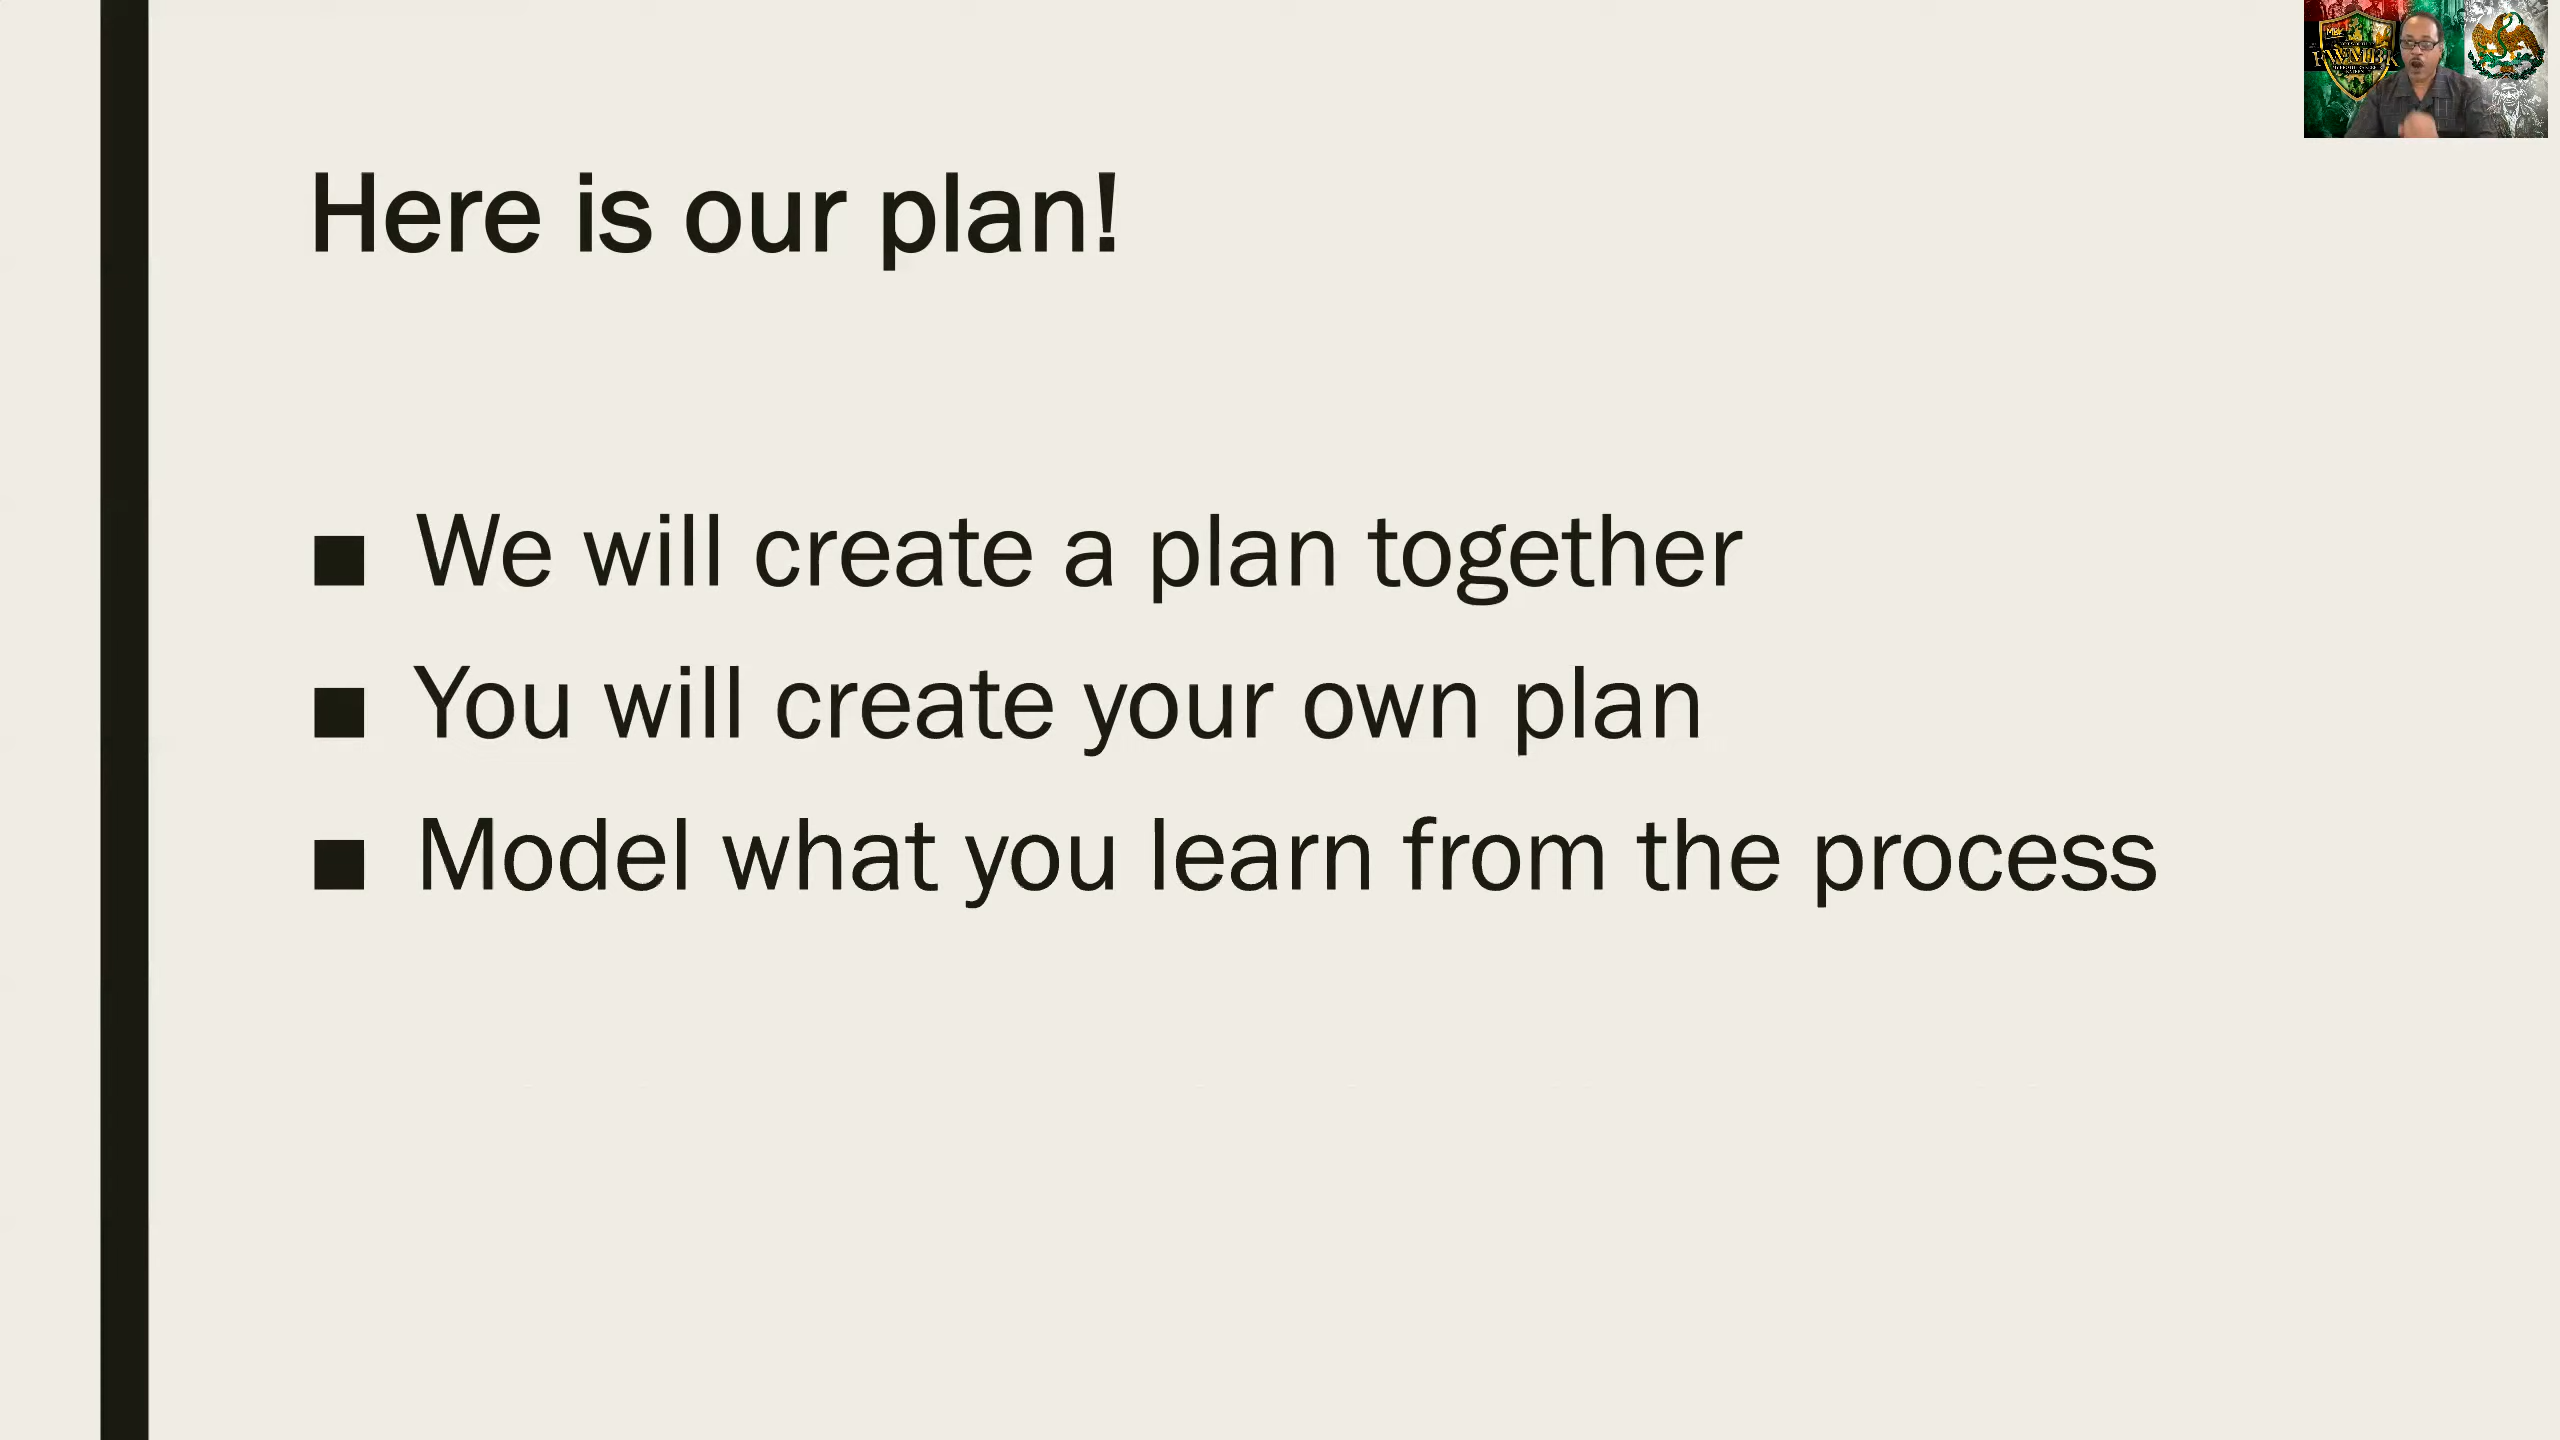 Here is our plan!
We will create a plan together
You will create your own plan
Model what you learn from the process